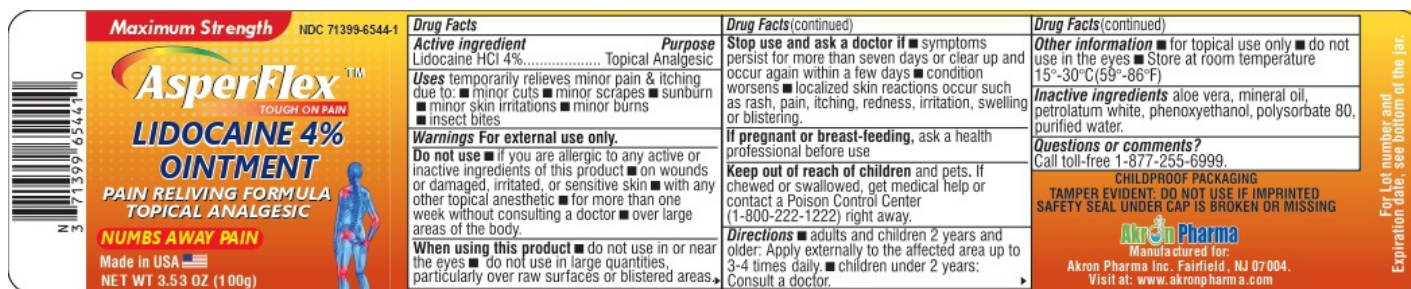 N
3 71399 65441 0
Maximum Strength NDC 71399-6544-1
AsperFlex™
TOUGH ON PAIN
LIDOCAINE 4%
OINTMENT
PAIN RELIVING FORMULA
TOPICAL ANALGESIC
NUMBS AWAY PAIN
Made in USA
NET WT 3.53 OZ (100g)
Drug Facts
Active ingredient Purpose
Lidocaine HCl 4%.................... Topical Analgesic
Uses temporarily relieves minor pain & itching
due to: ■ minor cuts ■ minor scrapes ■ sunburn
■ minor skin irritations ■ minor burns
■ insect bites
Warnings For external use only.
Do not use ■ if you are allergic to any active or
inactive ingredients of this product ■ on wounds
or damaged, irritated, or sensitive skin ■ with any
other topical anesthetic ■ for more than one
week without consulting a doctor ■ over large
areas of the body.
When using this product ■ do not use in or near
the eyes ■ do not use in large quantities,
particularly over raw surfaces or blistered areas.
Drug Facts (continued)
Stop use and ask a doctor if ■ symptoms
persist for more than seven days or clear up and
occur again within a few days ■ condition
worsens ■ localized skin reactions occur such
as rash, pain, itching, redness, irritation, swelling
or blistering.
If pregnant or breast-feeding, ask a health
professional before use
Keep out of reach of children and pets. If
chewed or swallowed, get medical help or
contact a Poison Control Center
(1-800-222-1222) right away.
Directions ■ adults and children 2 years and
older: Apply externally to the affected area up to
3-4 times daily. ■ children under 2 years:
Consult a doctor.
Drug Facts (continued)
Other information ■ for topical use only ■ do not
use in the eyes ■ Store at room temperature
15°-30°C(59°-86°F)
Inactive ingredients aloe vera, mineral oil,
petrolatum white, phenoxyethanol, polysorbate 80,
purified water.
Questions or comments?
Call toll-free 1-877-255-6999.
CHILDPROOF PACKAGING
TAMPER EVIDENT: DO NOT USE IF IMPRINTED
SAFETY SEAL UNDER CAP IS BROKEN OR MISSING
Akron Pharma
Manufactured for:
Akron Pharma Inc. Fairfield, NJ 07004.
Visit at: www.akronpharma.com
For Lot number and
Expiration date, see bottom of the jar.